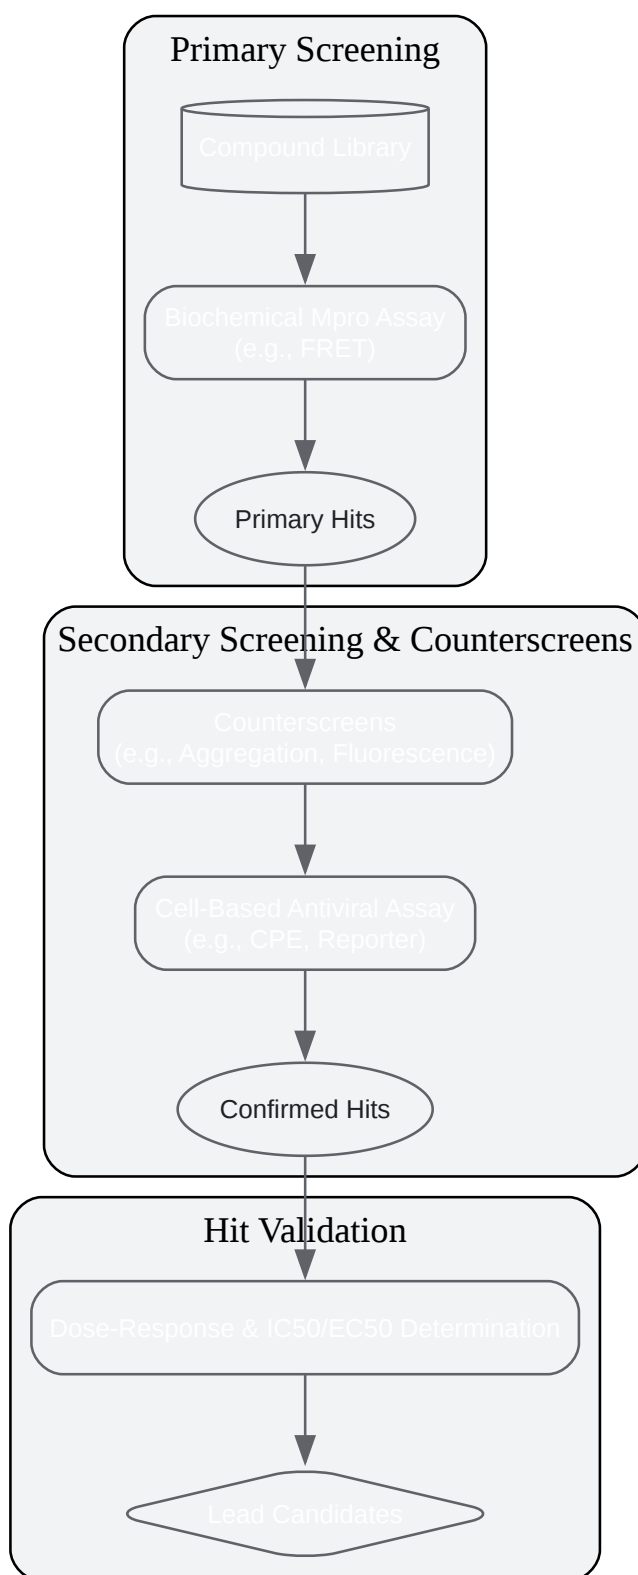 Primary Screening
Compound Library
Biochemical Mpro Assay
(e.g., FRET)
Primary Hits
Secondary Screening & Counterscreens
Counterscreens
(e.g., Aggregation, Fluorescence)
Cell-Based Antiviral Assay
(e.g., CPE, Reporter)
Confirmed Hits
Hit Validation
Dose-Response & IC50/EC50 Determination
Lead Candidates